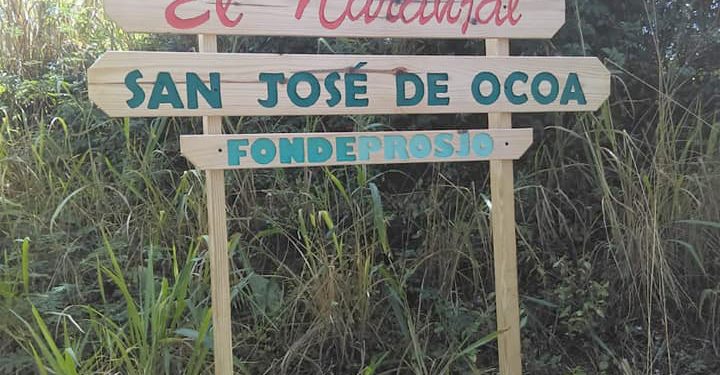 El Naranjal
SAN JOSÉ DE OCOA
FONDEPROSJO